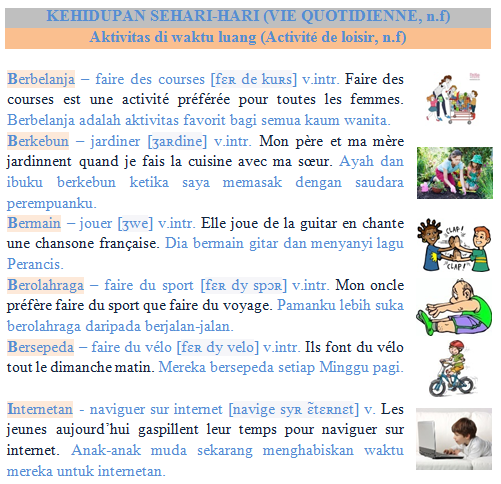 KEHIDUPAN SEHARI-HARI (VIE QUOTIDIENNE, n.f)
Aktivitas di waktu luang (Activité de loisir, n.f)
Berbelanja – faire des courses [fɛʀ de kuʀs] v.intr. Faire des
courses est une activité préférée pour toutes les femmes.
Berbelanja adalah aktivitas favorit bagi semua kaum wanita.
Berkebun – jardiner [ʒaʀdine] v.intr. Mon père et ma mère
jardinnent quand je fais la cuisine avec ma sœur. Ayah dan
ibuku berkebun ketika saya memasak dengan saudara
perempuanku.
Bermain – jouer [ʒwe] v.intr. Elle joue de la guitar en chante
une chansone française. Dia bermain gitar dan menyanyi lagu
Perancis.
Berolahraga – faire du sport [fɛʀ dy spɔʀ] v.intr. Mon oncle
préfère faire du sport que faire du voyage. Pamanku lebih suka
berolahraga daripada berjalan-jalan.
Bersepeda – faire du vélo [fɛʀ dy velo] v.intr. Ils font du vélo
tout le dimanche matin. Mereka bersepeda setiap Minggu pagi.
Internetan - naviguer sur internet [navige syʀ ɛ̃tɛʀnɛt] v. Les
jeunes aujourd’hui gaspillent leur temps pour naviguer sur
internet. Anak-anak muda sekarang menghabiskan waktu
mereka untuk internetan.
CLAP!
CLAP!